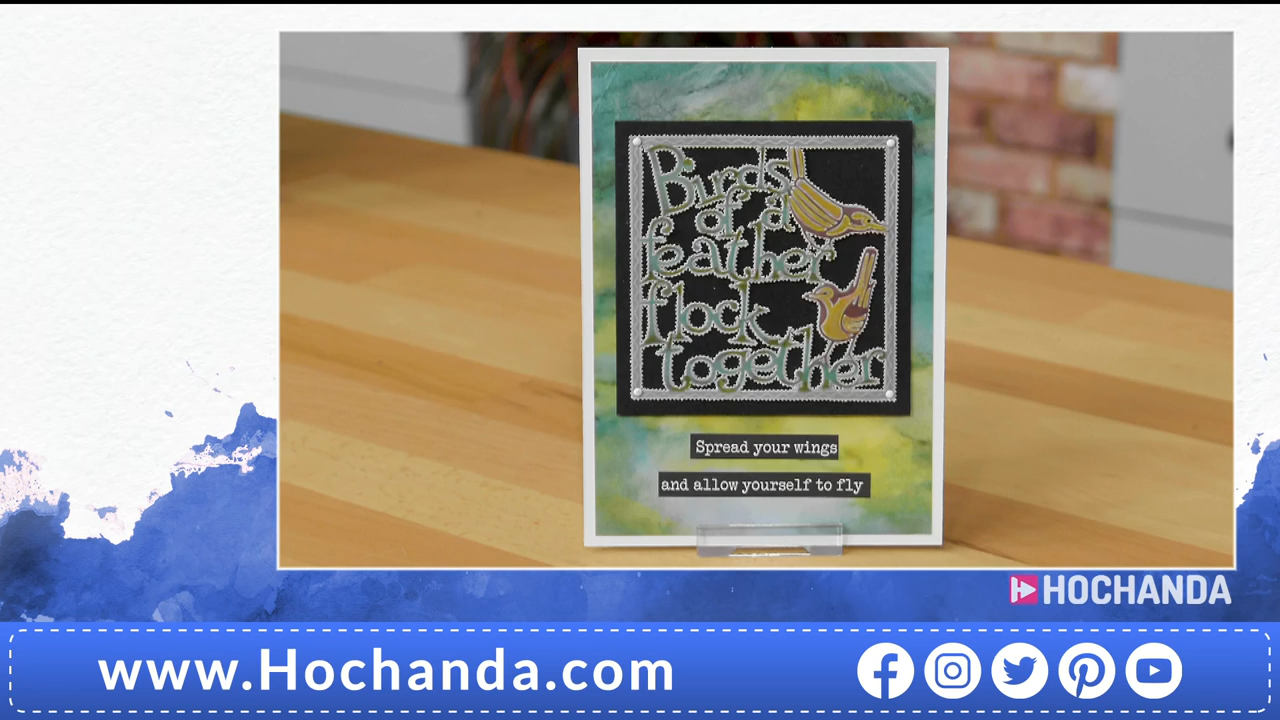 Birds
of a
feather
flock
together
Spread your wings
and allow yourself to fly
HOCHANDA
www.Hochanda.com